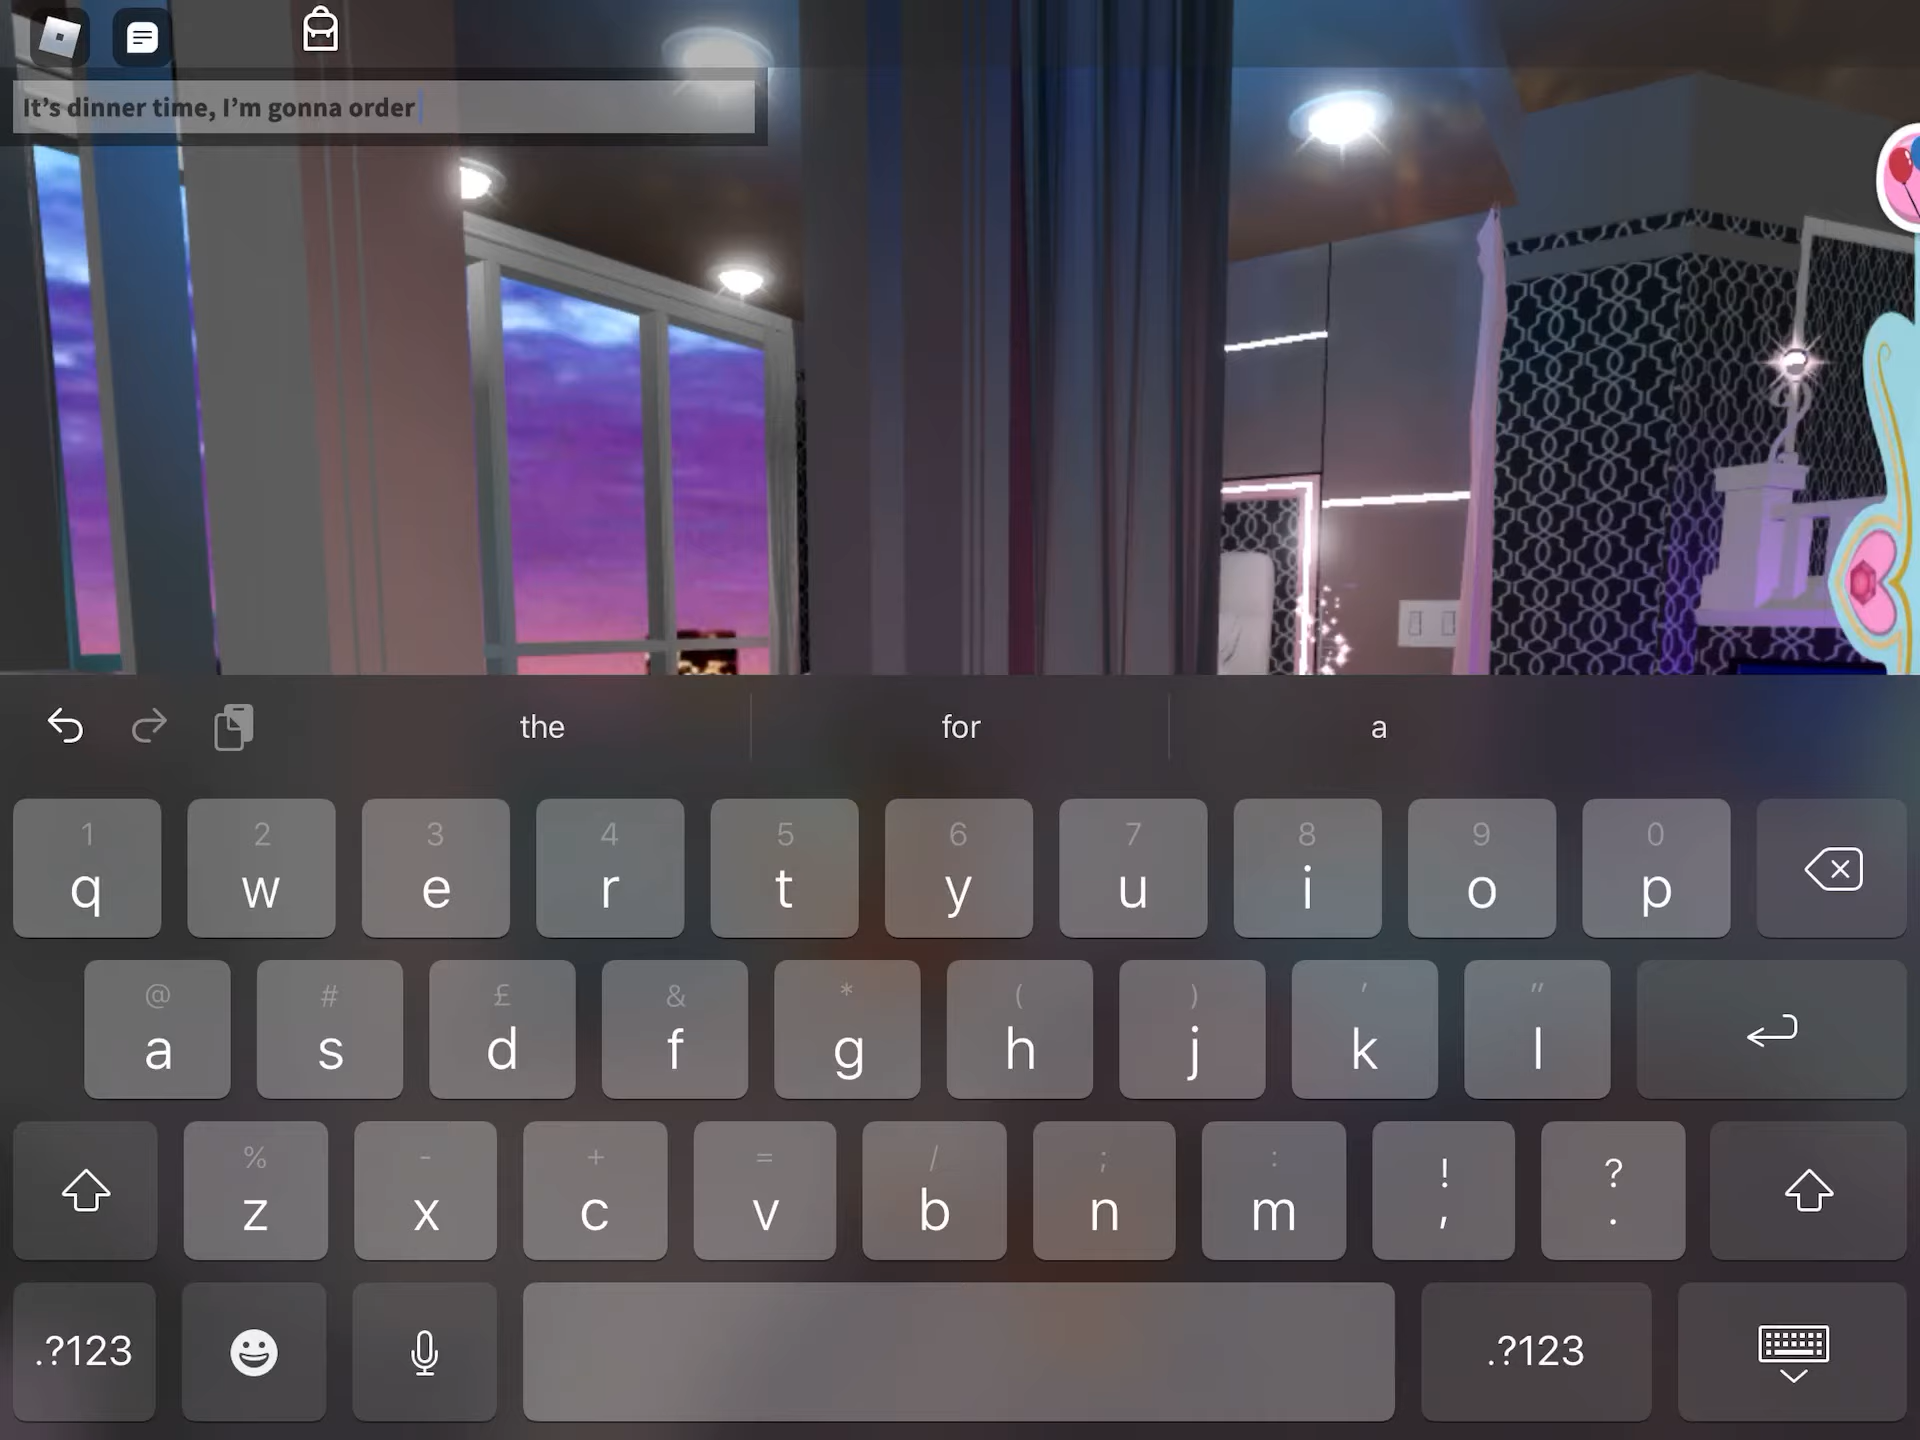 It’s dinner time, I’m gonna order
the for a
1 2 3 4 5 6 7 8 9 0
q w e r t y u i o p
@ # £ & * ( ) ' "
a s d f g h j k l
% - + = / ; : ! ?
z x c v b n m , .
.?123 .?123